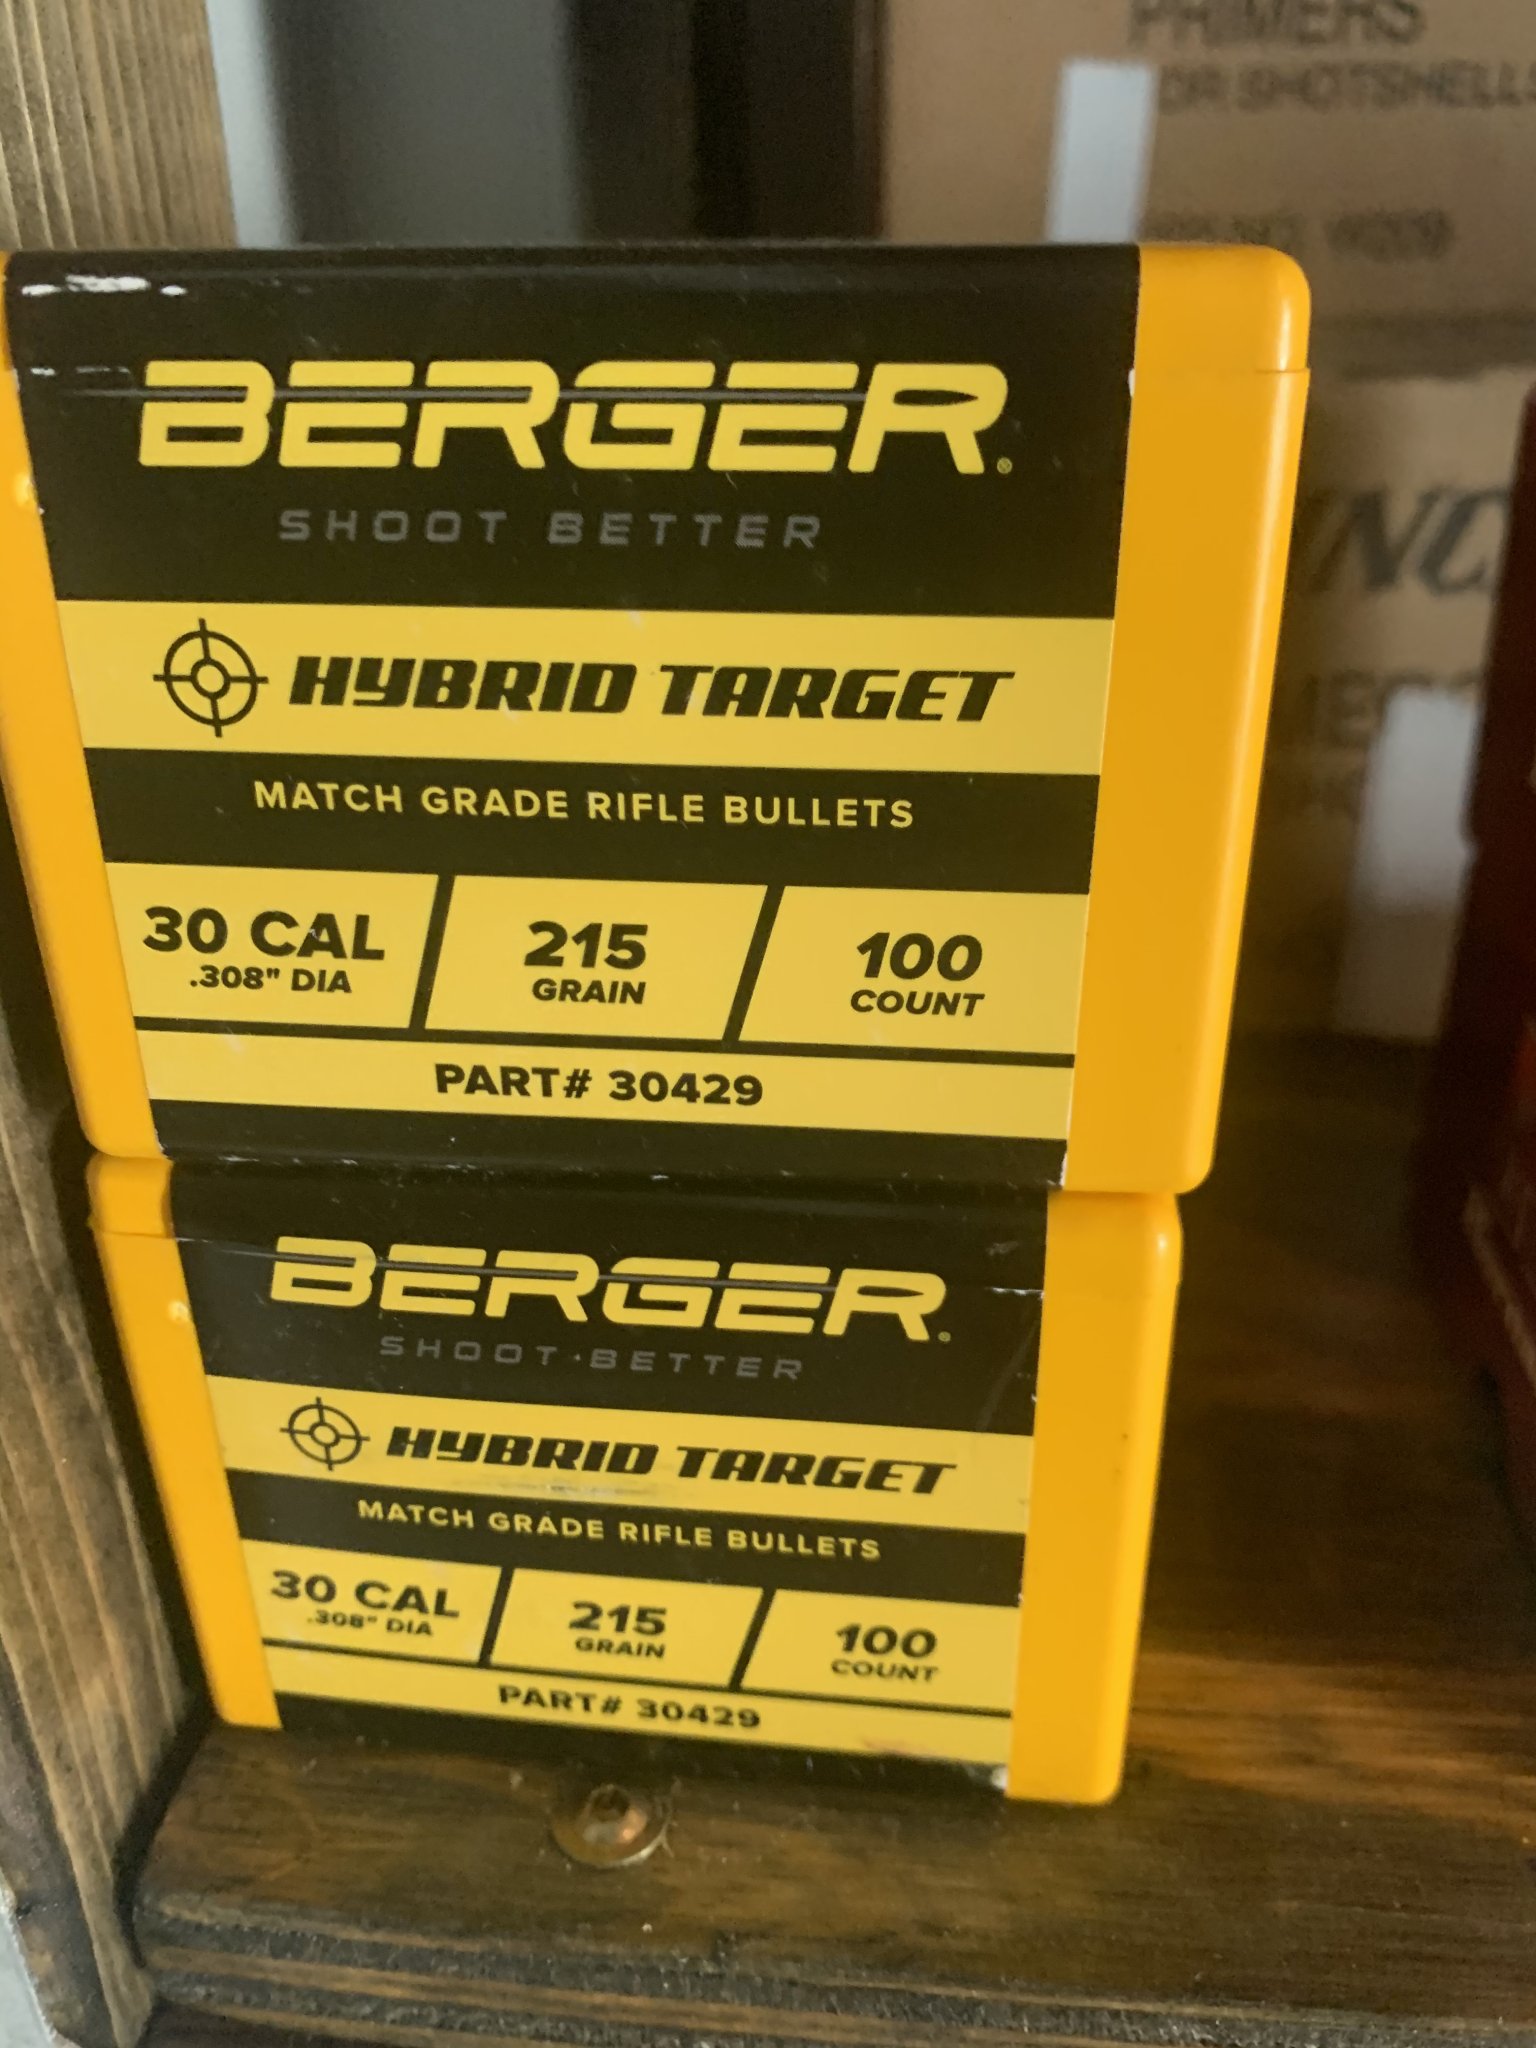 PRIMERS
FOR SHOTSHELLS
BERGER®
SHOOT BETTER
HYBRID TARGET
MATCH GRADE RIFLE BULLETS
30 CAL
.308" DIA
215
GRAIN
100
COUNT
PART# 30429
BERGER®
SHOOT BETTER
HYBRID TARGET
MATCH GRADE RIFLE BULLETS
30 CAL
.308" DIA
215
GRAIN
100
COUNT
PART# 30429